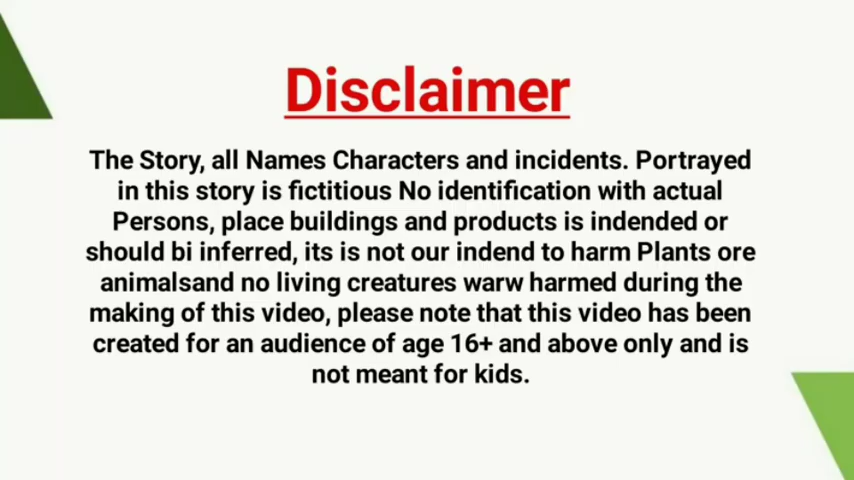 Disclaimer
The Story, all Names Characters and incidents. Portrayed
in this story is fictitious No identification with actual
Persons, place buildings and products is indended or
should bi inferred, its is not our indend to harm Plants ore
animalsand no living creatures warw harmed during the
making of this video, please note that this video has been
created for an audience of age 16+ and above only and is
not meant for kids.